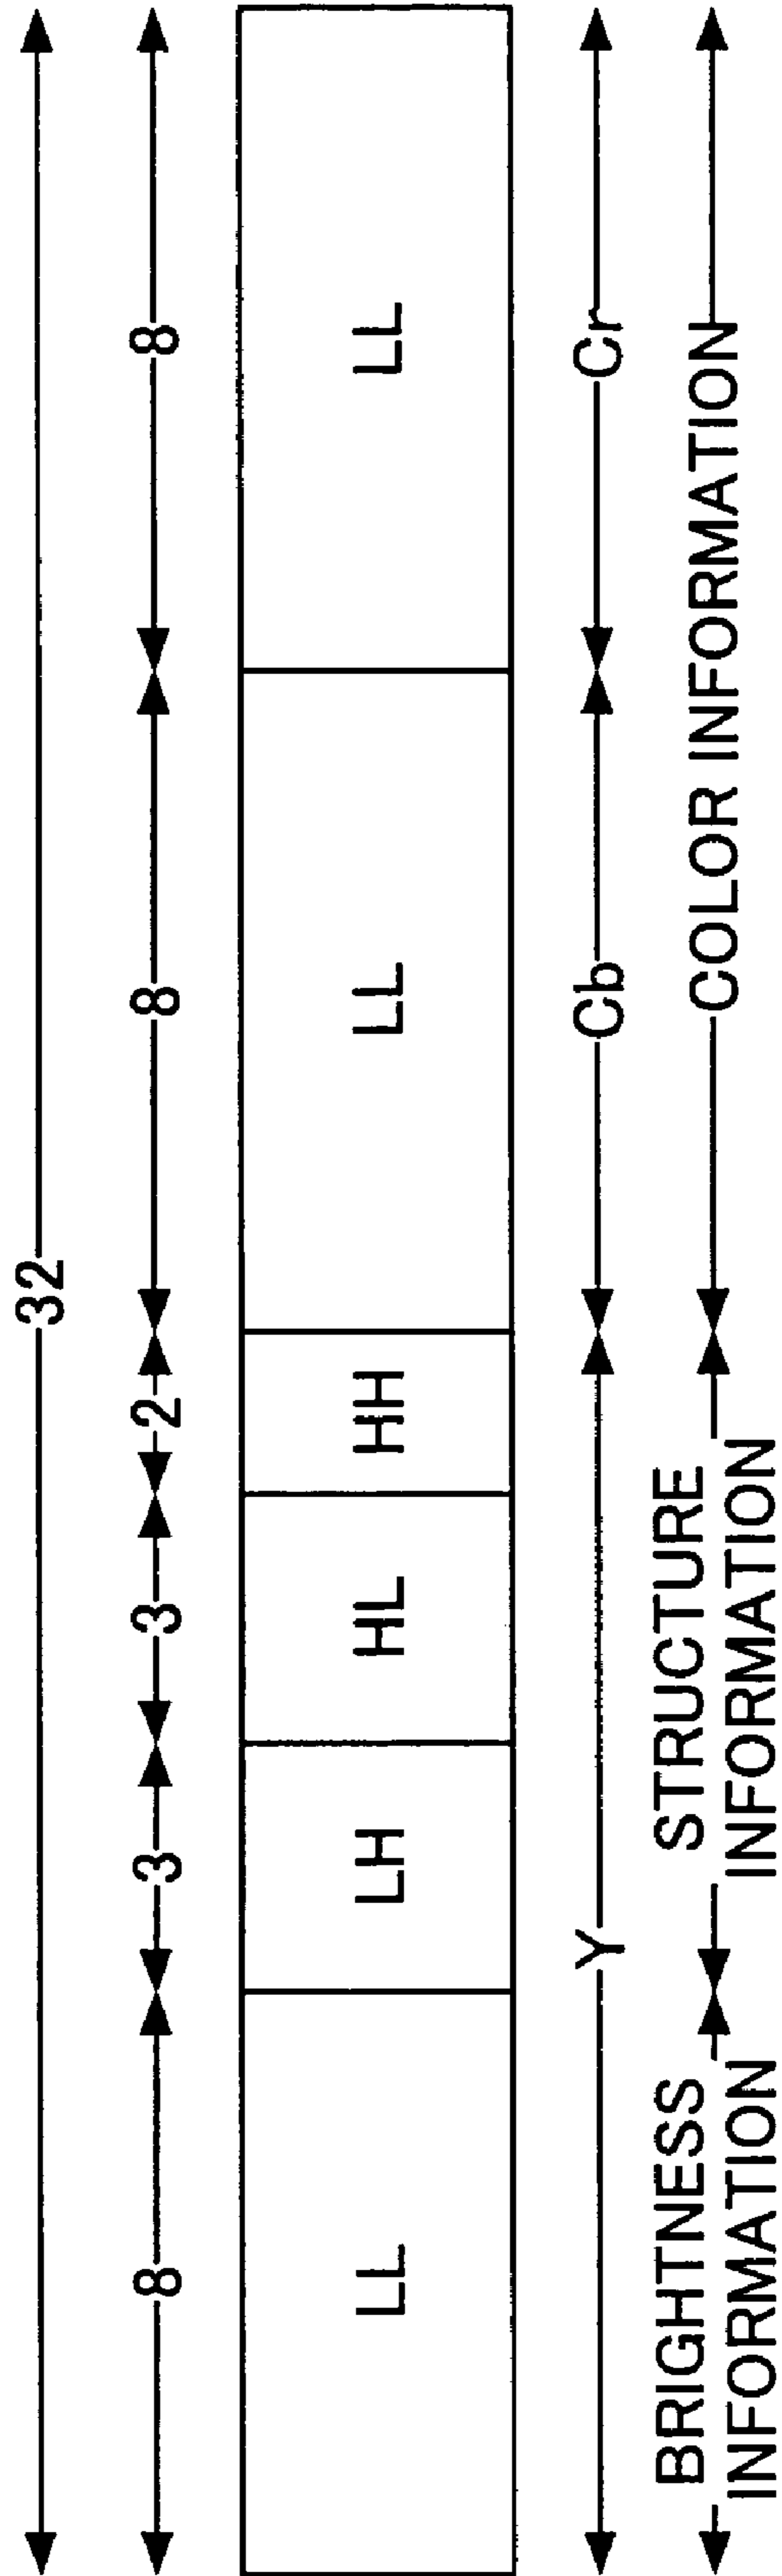 32
8 3 3 2 8 8
LL LH HL HH LL LL
Y Cb Cr
BRIGHTNESS INFORMATION
STRUCTURE INFORMATION
COLOR INFORMATION